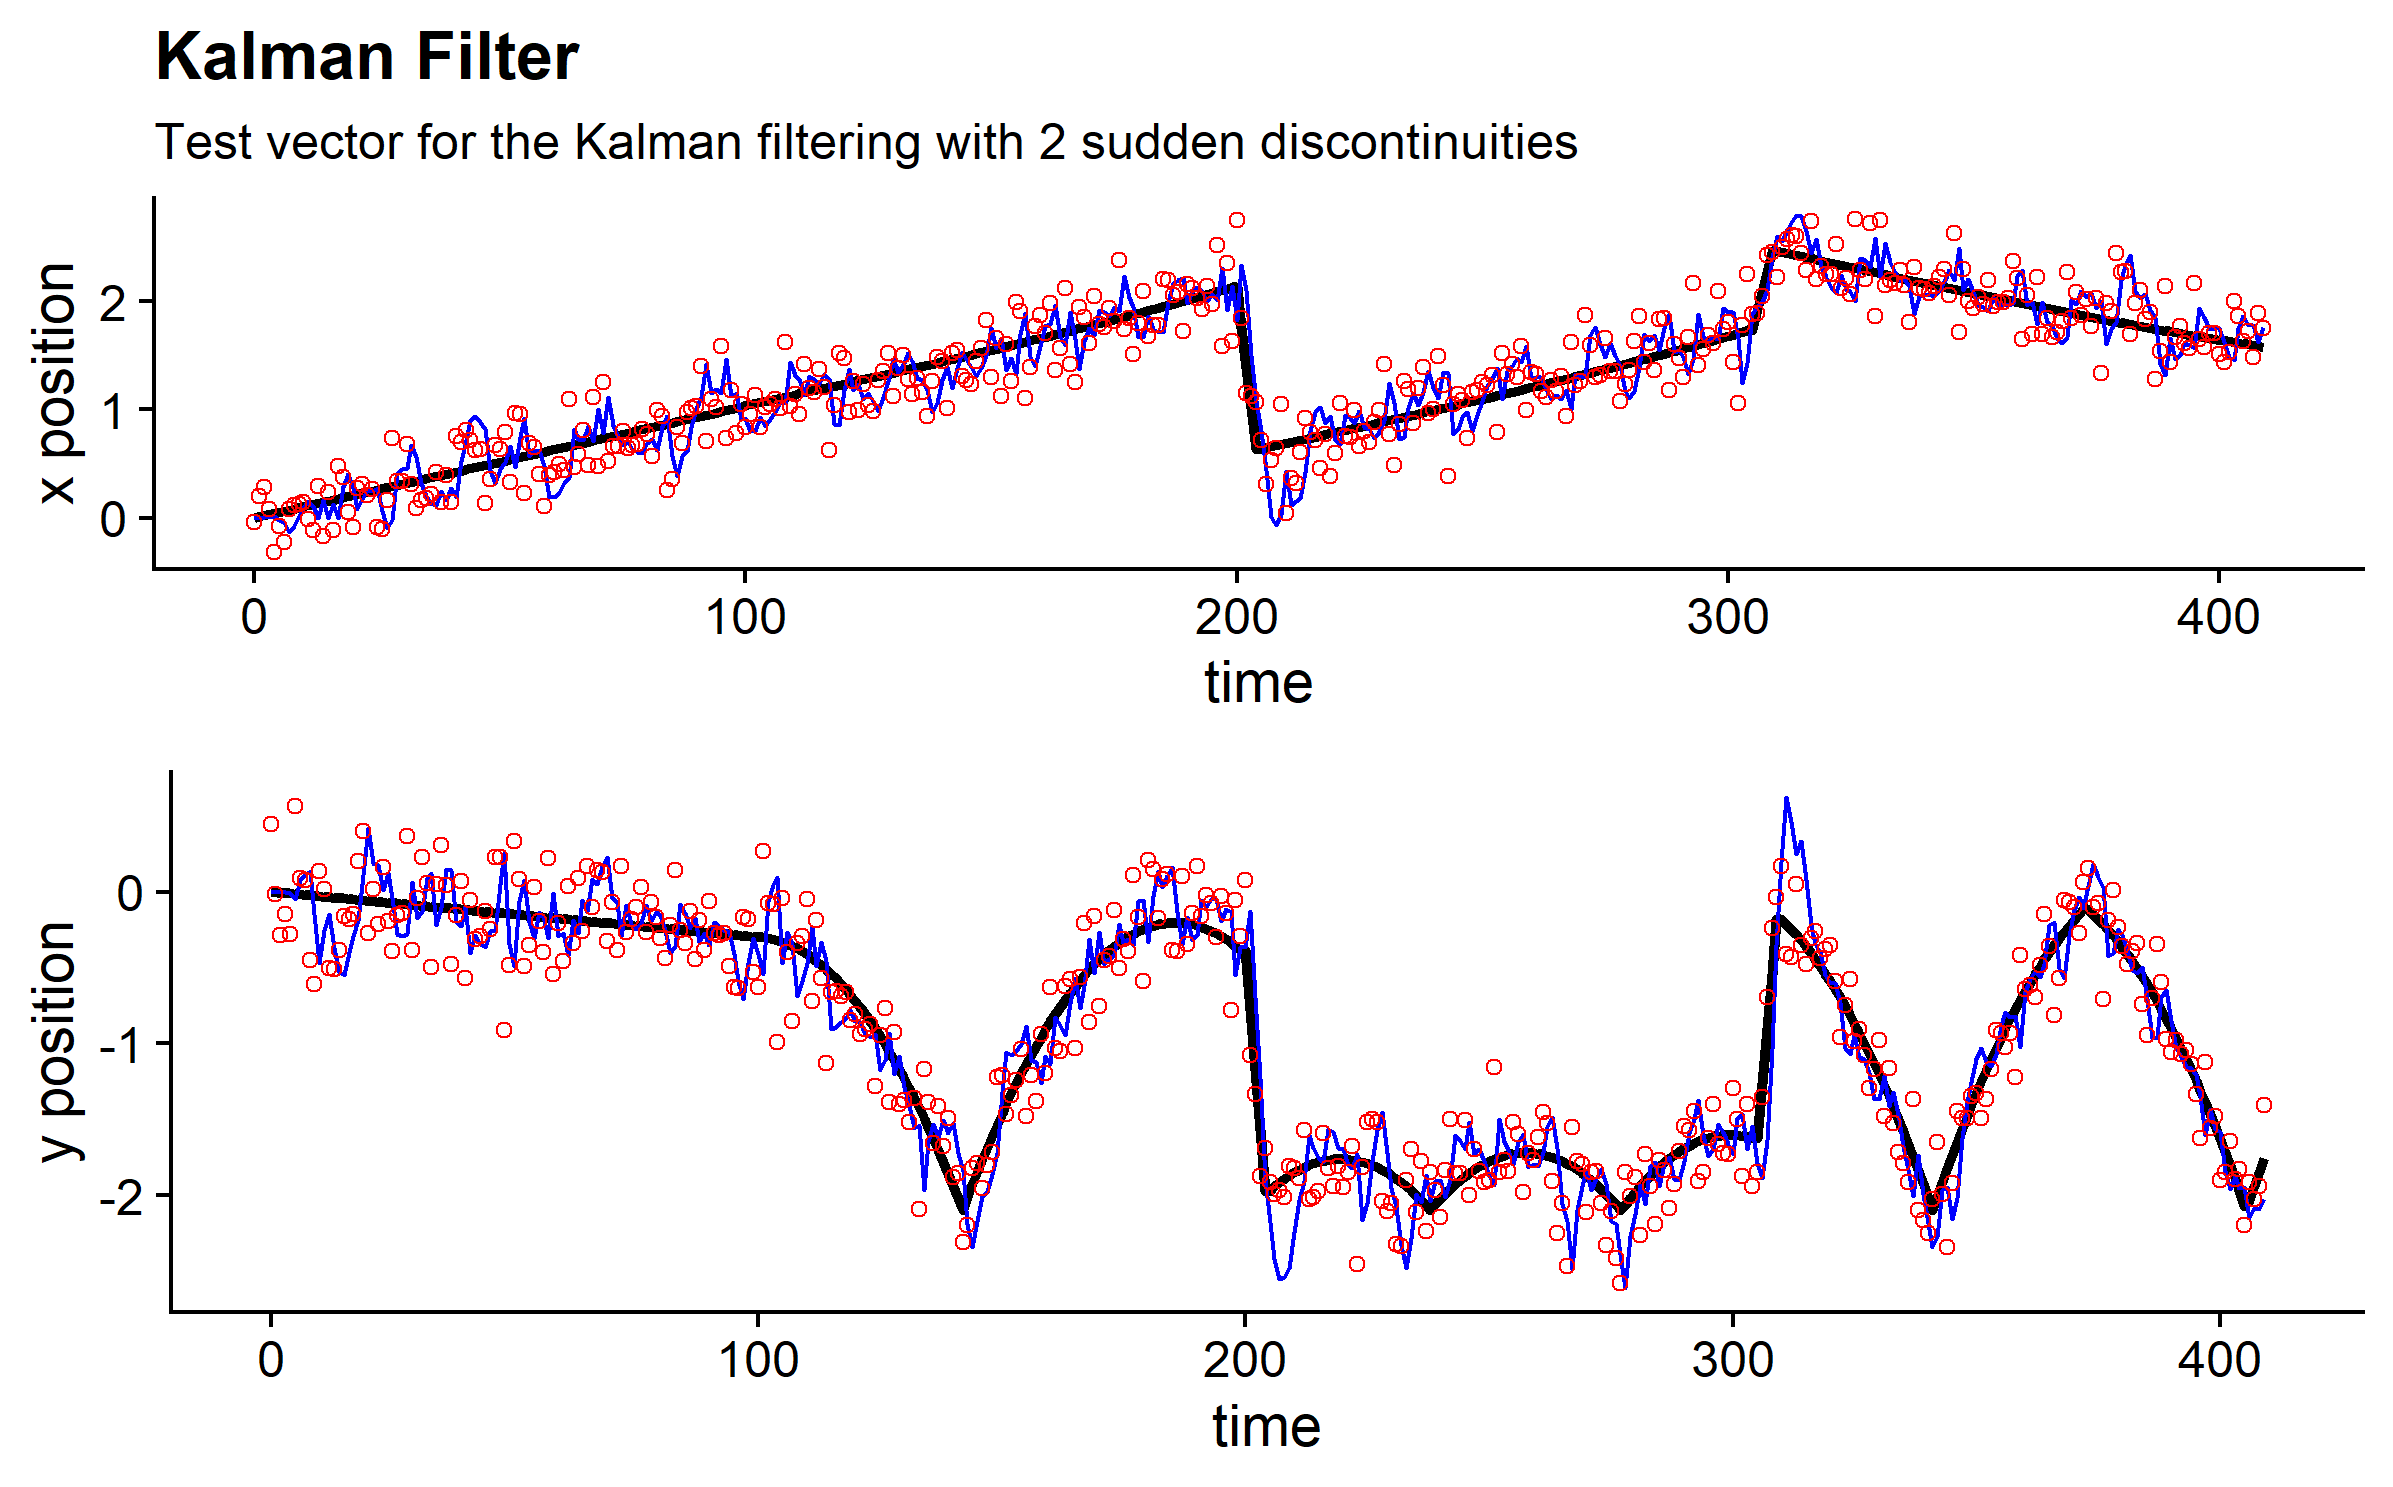 Kalman Filter
Test vector for the Kalman filtering with 2 sudden discontinuities
x position
2
1
0
0 100 200 300 400
time
y position
0
-1
-2
0 100 200 300 400
time